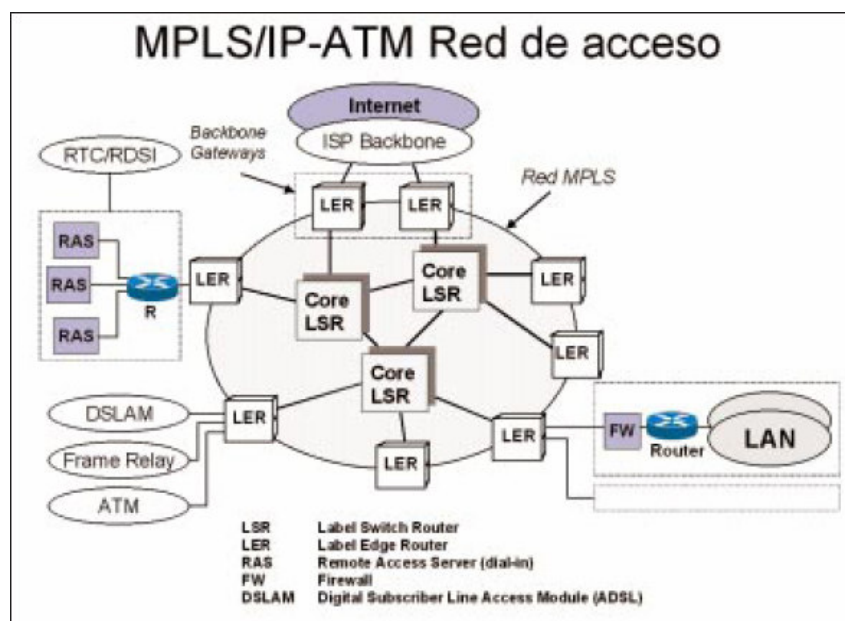 MPLS/IP-ATM Red de acceso
Internet
ISP Backbone
Backbone
Gateways
RTC/RDSI
Red MPLS
LER
LER
RAS
RAS
RAS
R
LER
Core
LSR
Core
LSR
LER
LER
Core
LSR
DSLAM
Frame Relay
ATM
LER
LER
LER
FW
Router
LAN
LSR Label Switch Router
LER Label Edge Router
RAS Remote Access Server (dial-in)
FW Firewall
DSLAM Digital Subscriber Line Access Module (ADSL)